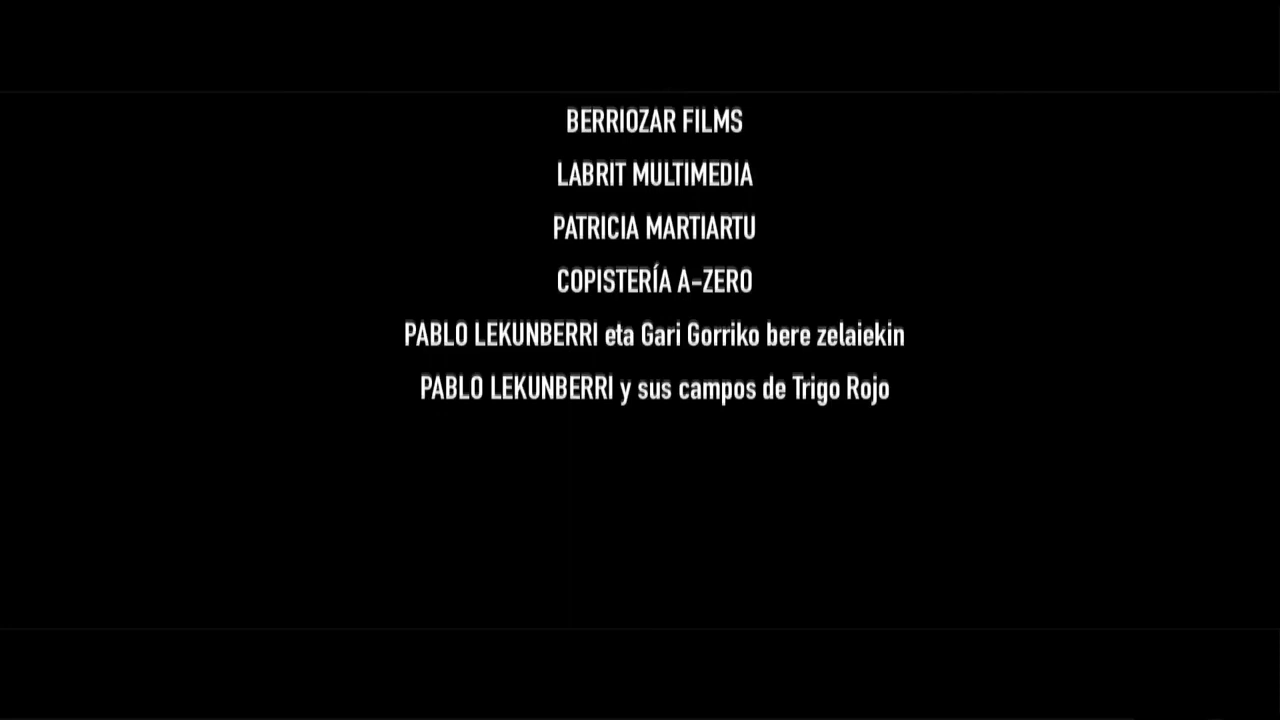 BERRIOZAR FILMS
LABRIT MULTIMEDIA
PATRICIA MARTIARTU
COPISTERÍA A-ZERO
PABLO LEKUNBERRI eta Gari Gorriko bere zelaiekin
PABLO LEKUNBERRI y sus campos de Trigo Rojo